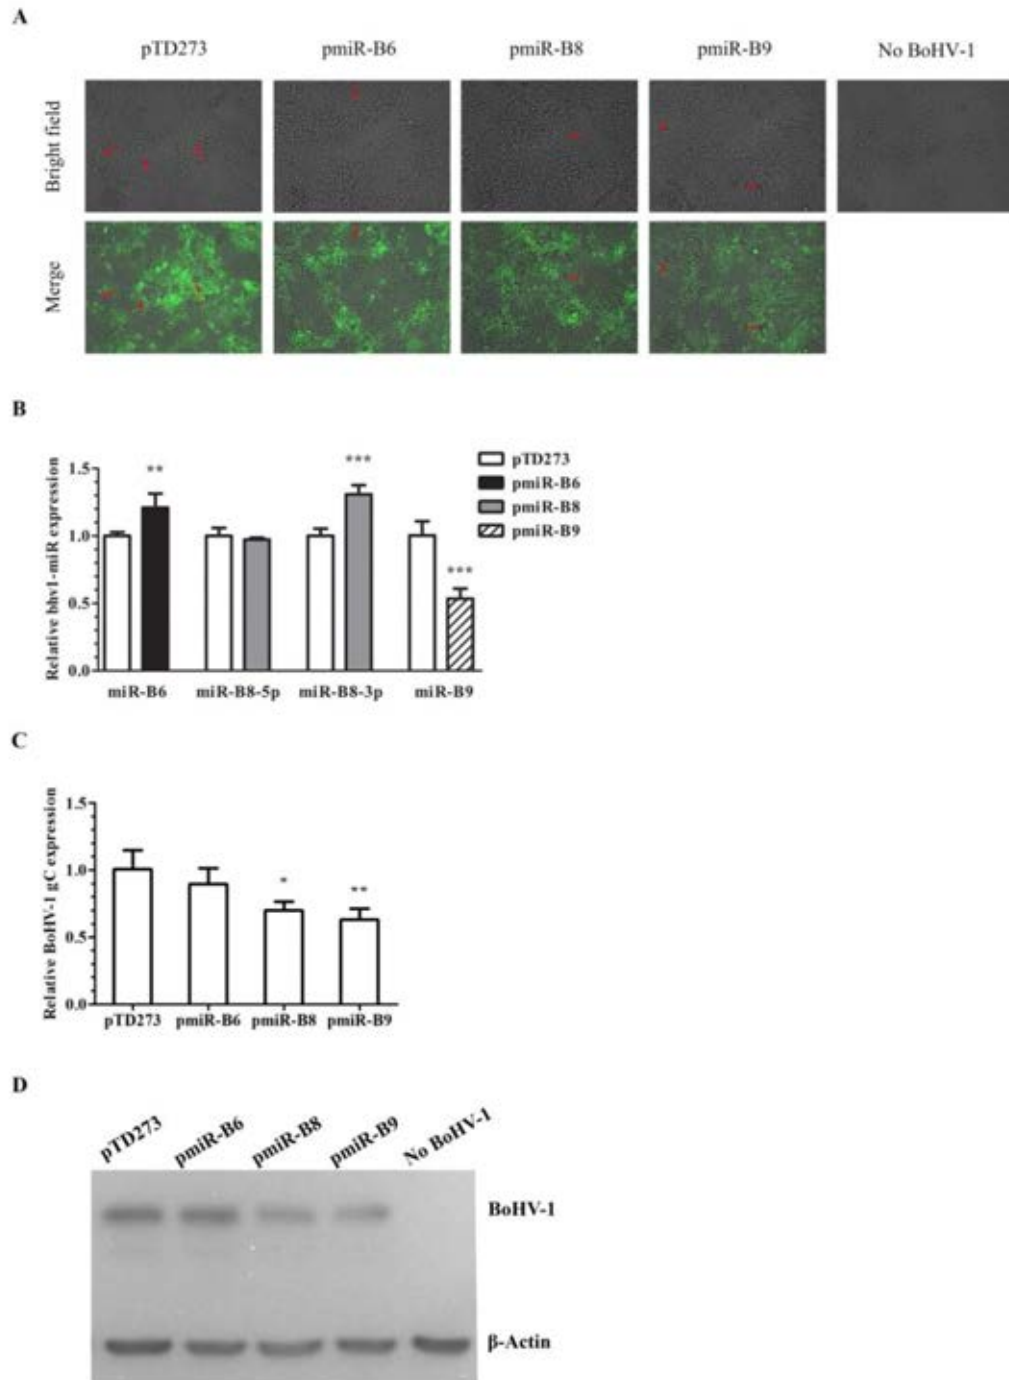 A
pTD273 pmiR-B6 pmiR-B8 pmiR-B9 No BoHV-1
Bright field
Merge
B
Relative bhv1-miR expression
1.5
1.0
0.5
0.0
** *** ***
miR-B6 miR-B8-5p miR-B8-3p miR-B9
pTD273
pmiR-B6
pmiR-B8
pmiR-B9
C
Relative BoHV-1 gC expression
1.5
1.0
0.5
0.0
* **
pTD273 pmiR-B6 pmiR-B8 pmiR-B9
D
pTD273 pmiR-B6 pmiR-B8 pmiR-B9 No BoHV-1
BoHV-1
β-Actin